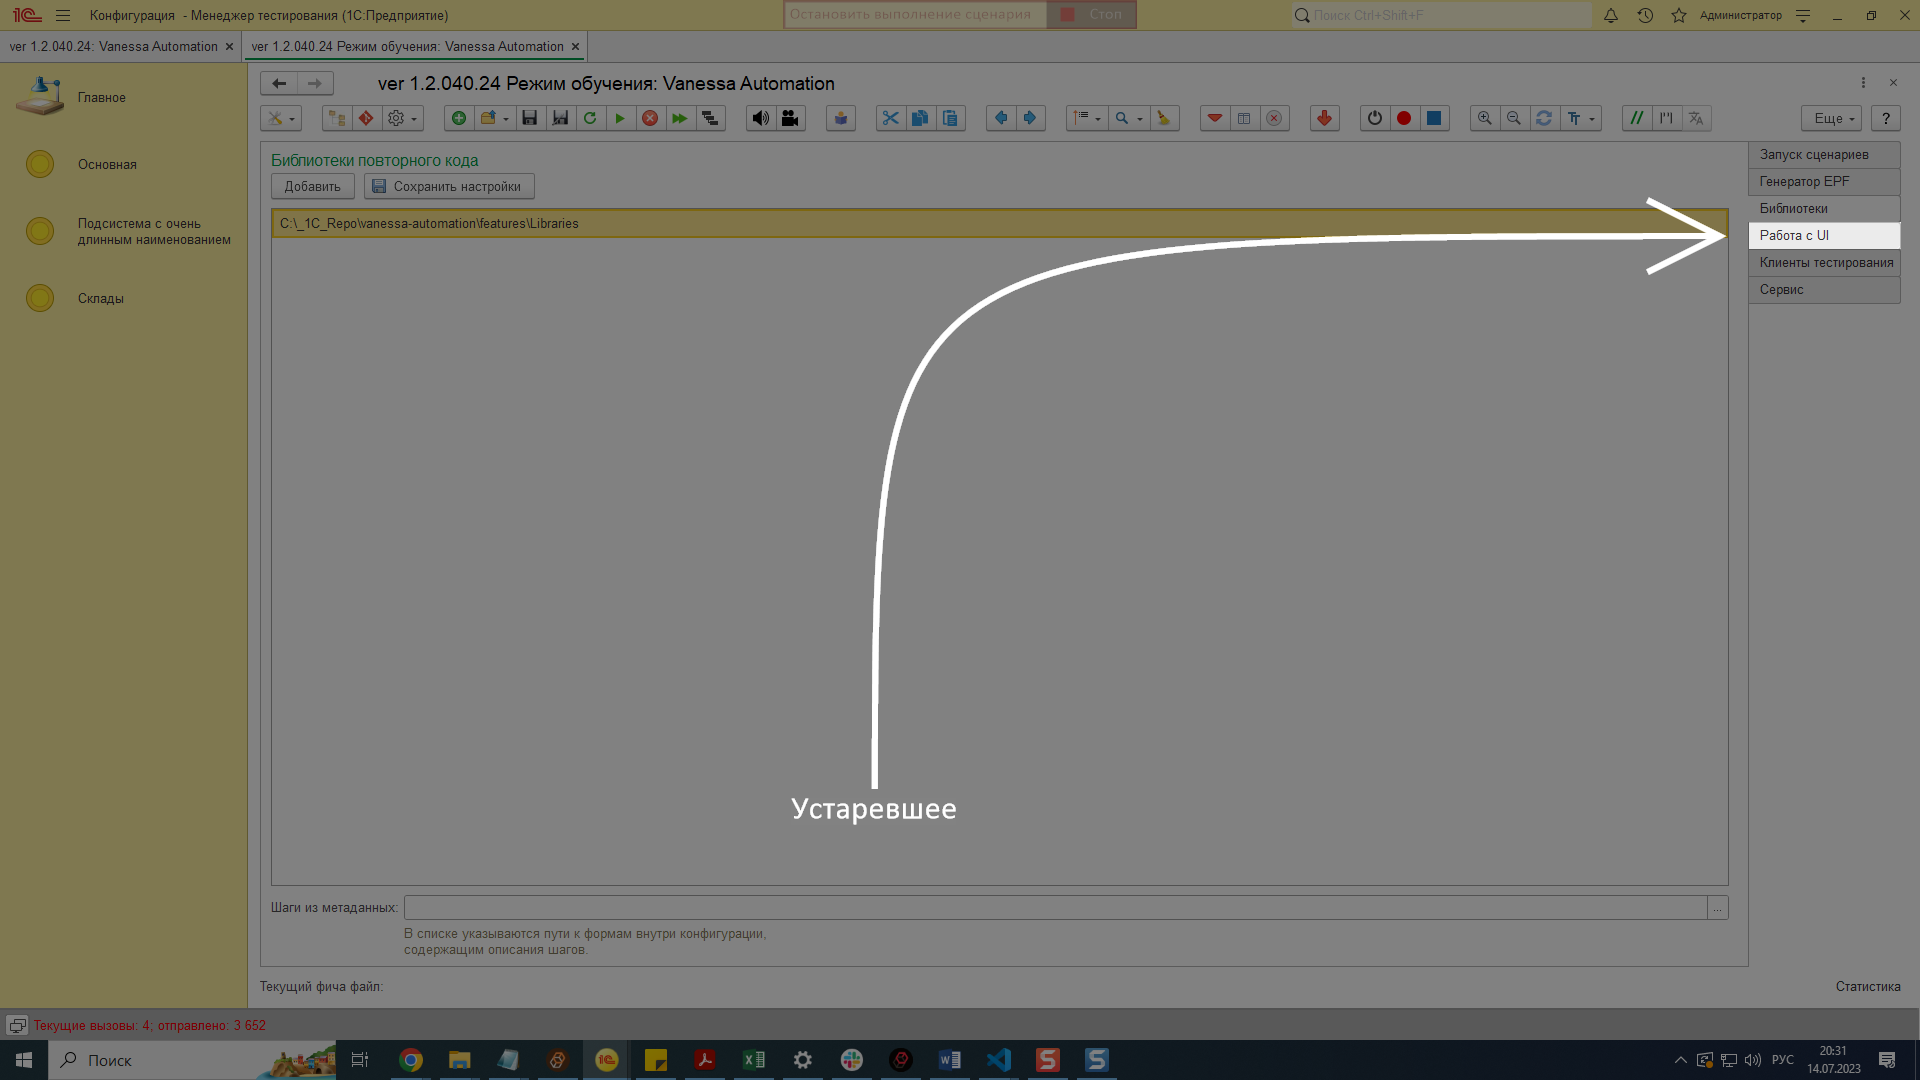 Конфигурация - Менеджер тестирования (1С:Предприятие)
Остановить выполнение сценария
Стоп
Поиск Ctrl+Shift+F
Администратор
ver 1.2.040.24: Vanessa Automation
ver 1.2.040.24 Режим обучения: Vanessa Automation
Главное
Основная
Подсистема с очень
длинным наименованием
Склады
ver 1.2.040.24 Режим обучения: Vanessa Automation
Еще
?
Библиотеки повторного кода
Добавить
Сохранить настройки
C:\_1C_Repo\vanessa-automation\features\Libraries
Запуск сценариев
Генератор EPF
Библиотеки
Работа с UI
Клиенты тестирования
Сервис
Устаревшее
Шаги из метаданных:
...
В списке указываются пути к формам внутри конфигурации,
содержащим описания шагов.
Текущий фича файл:
Статистика
Текущие вызовы: 4; отправлено: 3 652
Поиск
РУС
20:31
14.07.2023